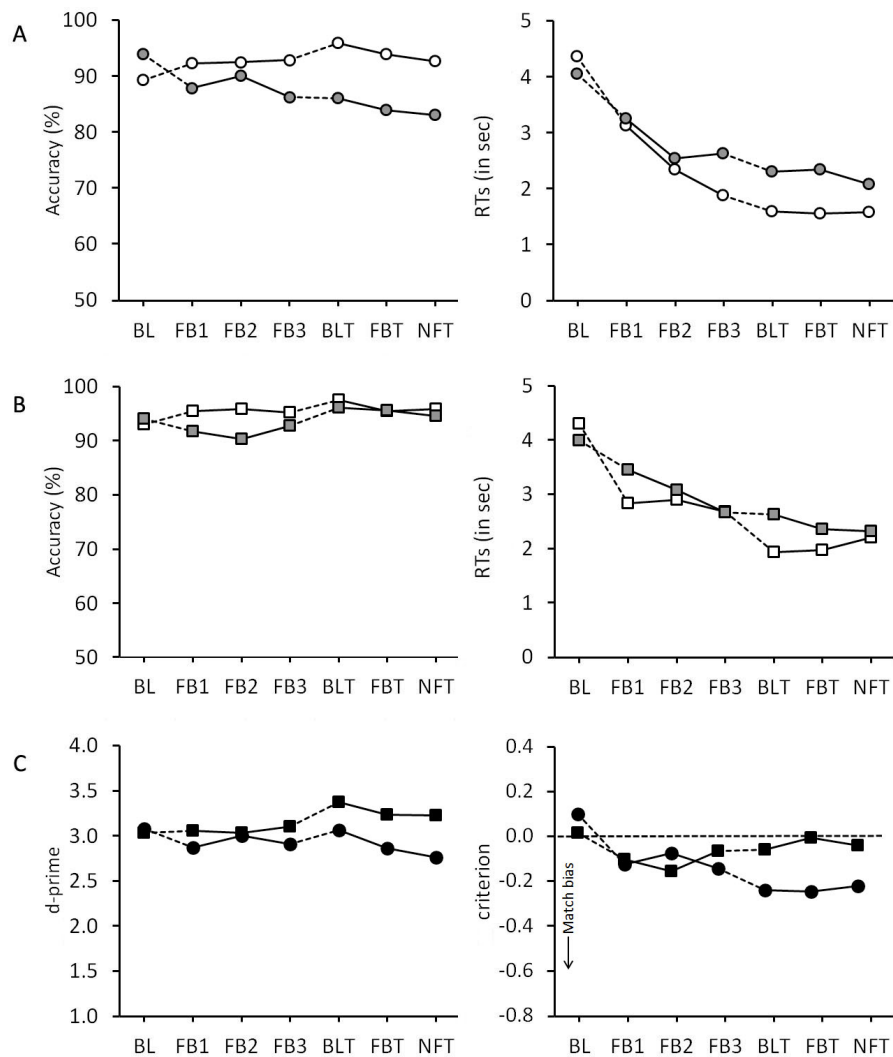 A
Accuracy (%)
100
90
80
70
60
50
BL FB1 FB2 FB3 BLT FBT NFT
RTs (in sec)
5
4
3
2
1
0
BL FB1 FB2 FB3 BLT FBT NFT
B
Accuracy (%)
100
90
80
70
60
50
BL FB1 FB2 FB3 BLT FBT NFT
RTs (in sec)
5
4
3
2
1
0
BL FB1 FB2 FB3 BLT FBT NFT
C
d-prime
4.0
3.5
3.0
2.5
2.0
1.5
1.0
BL FB1 FB2 FB3 BLT FBT NFT
criterion
0.4
0.2
0.0
-0.2
-0.4
-0.6
-0.8
Match bias
BL FB1 FB2 FB3 BLT FBT NFT